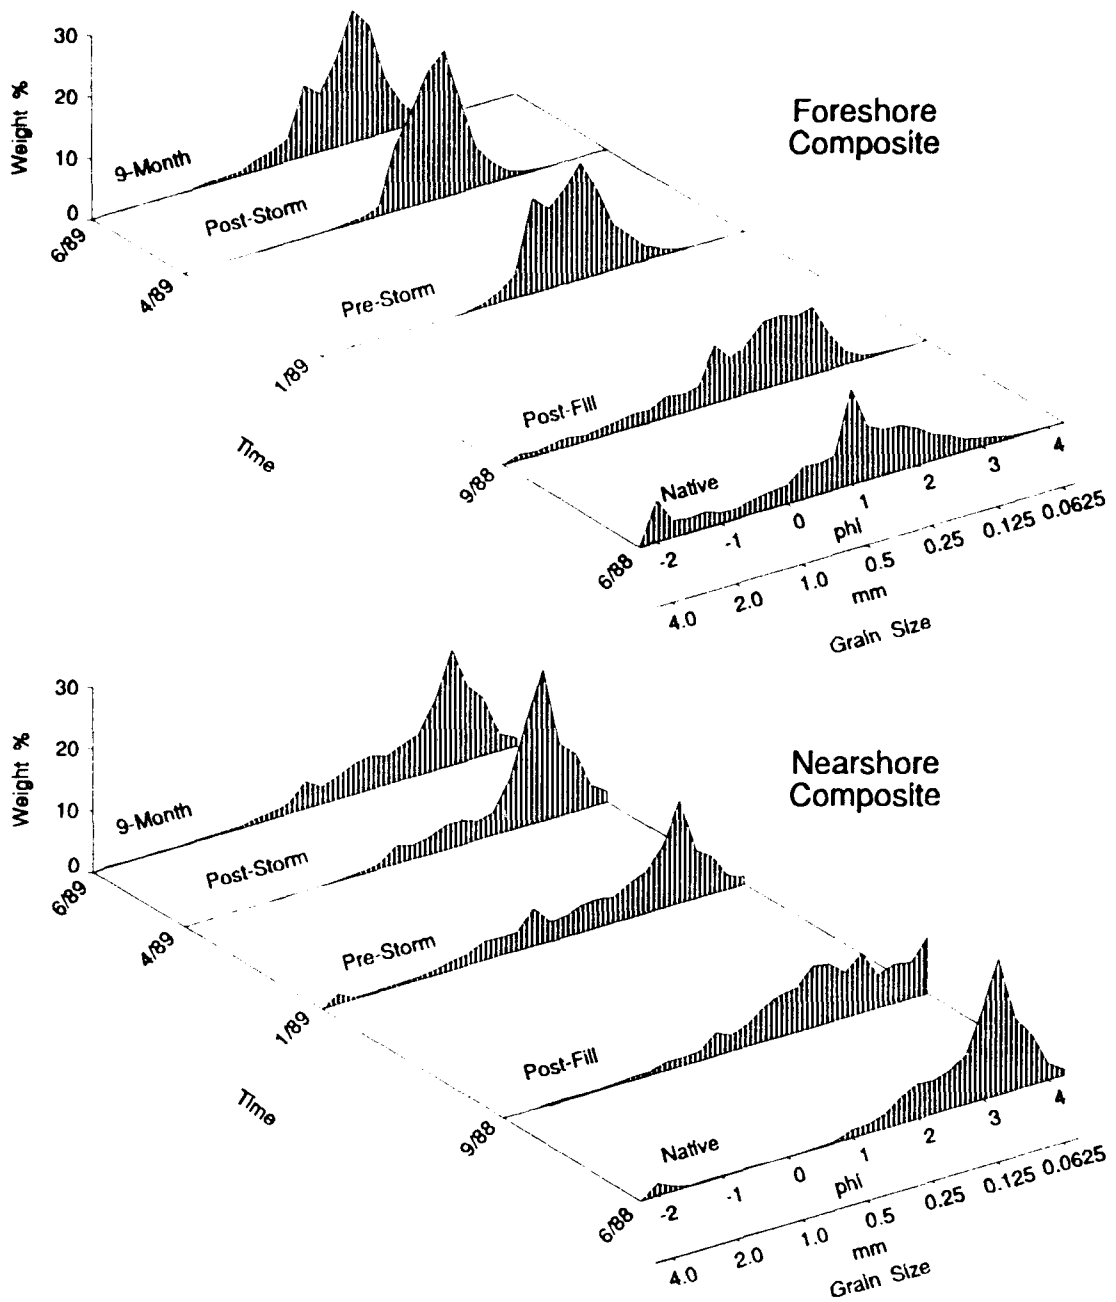 Foreshore
Composite
Weight %
30
20
10
0
9-Month
Post-Storm
Pre-Storm
Post-Fill
Native
6/89
4/89
1/89
9/88
6/88
Time
-2 -1 0 1 2 3 4
phi
4.0 2.0 1.0 0.5 0.25 0.125 0.0625
mm
Grain Size
Nearshore
Composite
Weight %
30
20
10
0
9-Month
Post-Storm
Pre-Storm
Post-Fill
Native
6/89
4/89
1/89
9/88
6/88
Time
-2 -1 0 1 2 3 4
phi
4.0 2.0 1.0 0.5 0.25 0.125 0.0625
mm
Grain Size